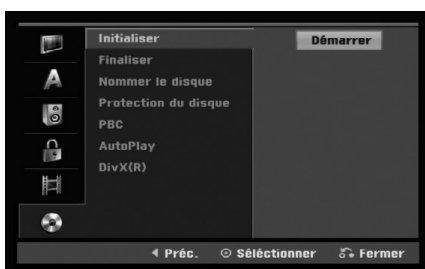 Initialiser Démarrer
Finaliser
Nommer le disque
Protection du disque
PBC
AutoPlay
DivX(R)
Préc. Séléctionner Fermer